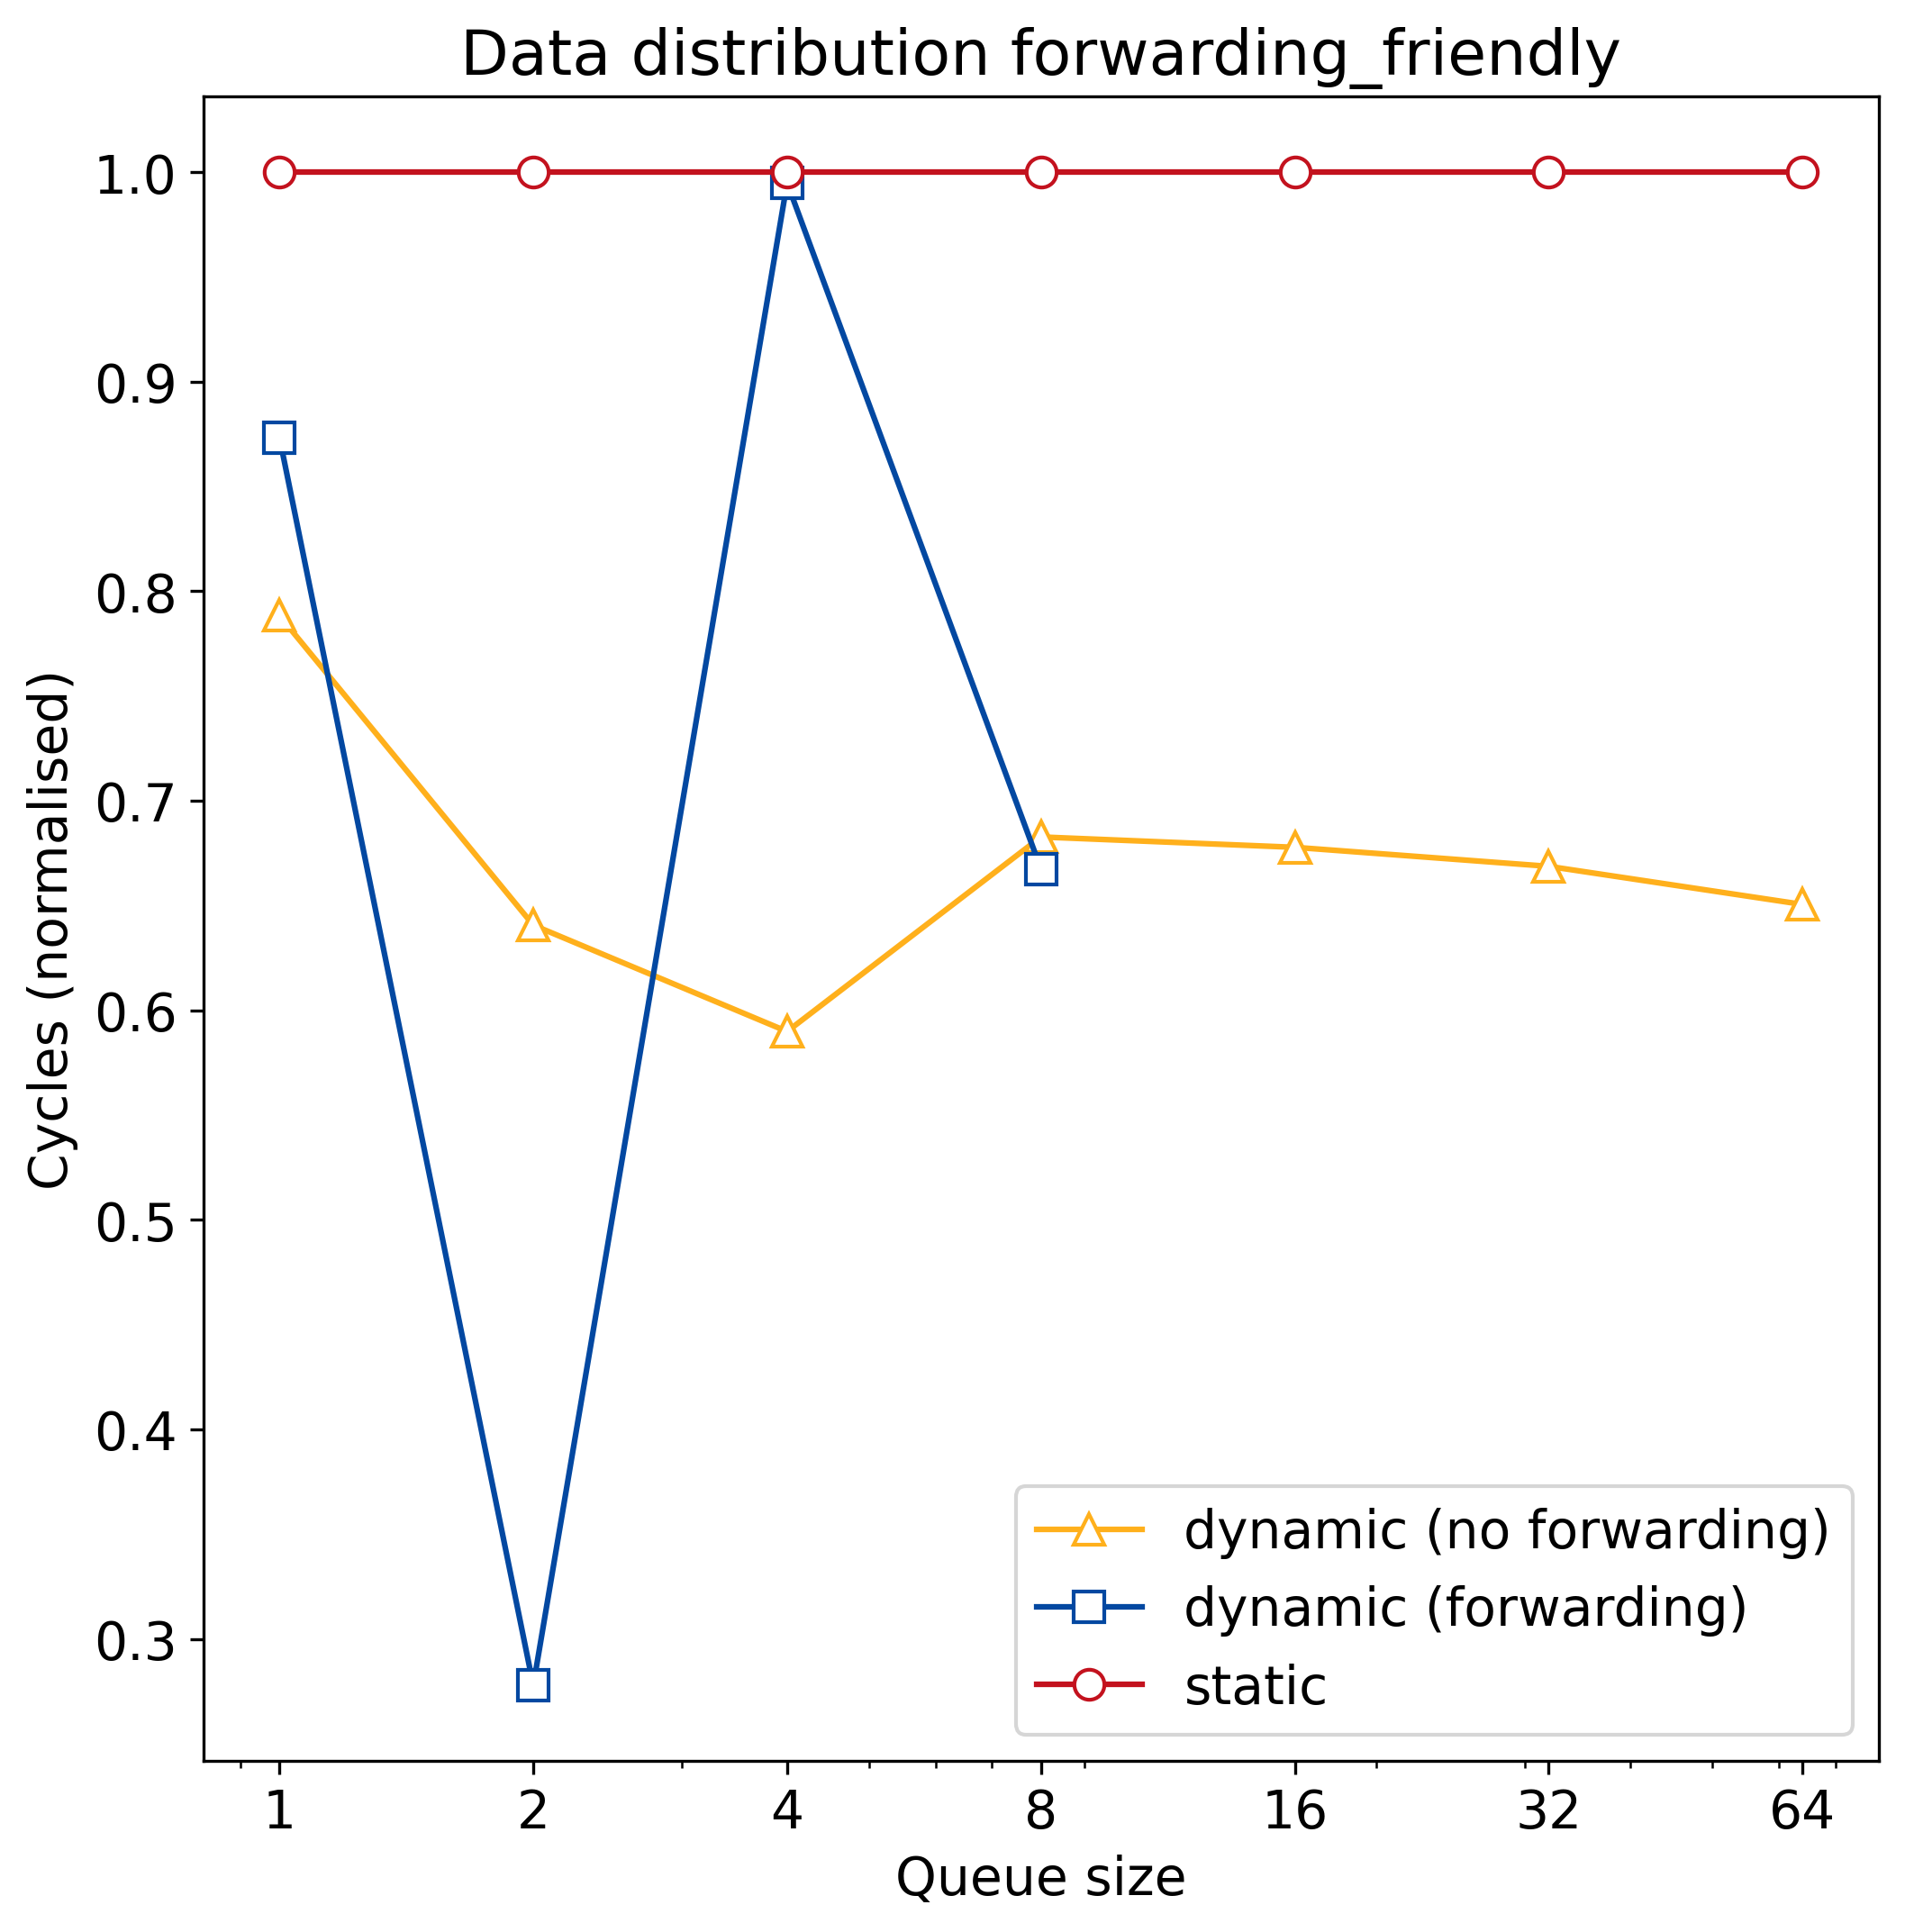 Data distribution forwarding_friendly
Cycles (normalised)
1.0
0.9
0.8
0.7
0.6
0.5
0.4
0.3
dynamic (no forwarding)
dynamic (forwarding)
static
1 2 4 8 16 32 64
Queue size